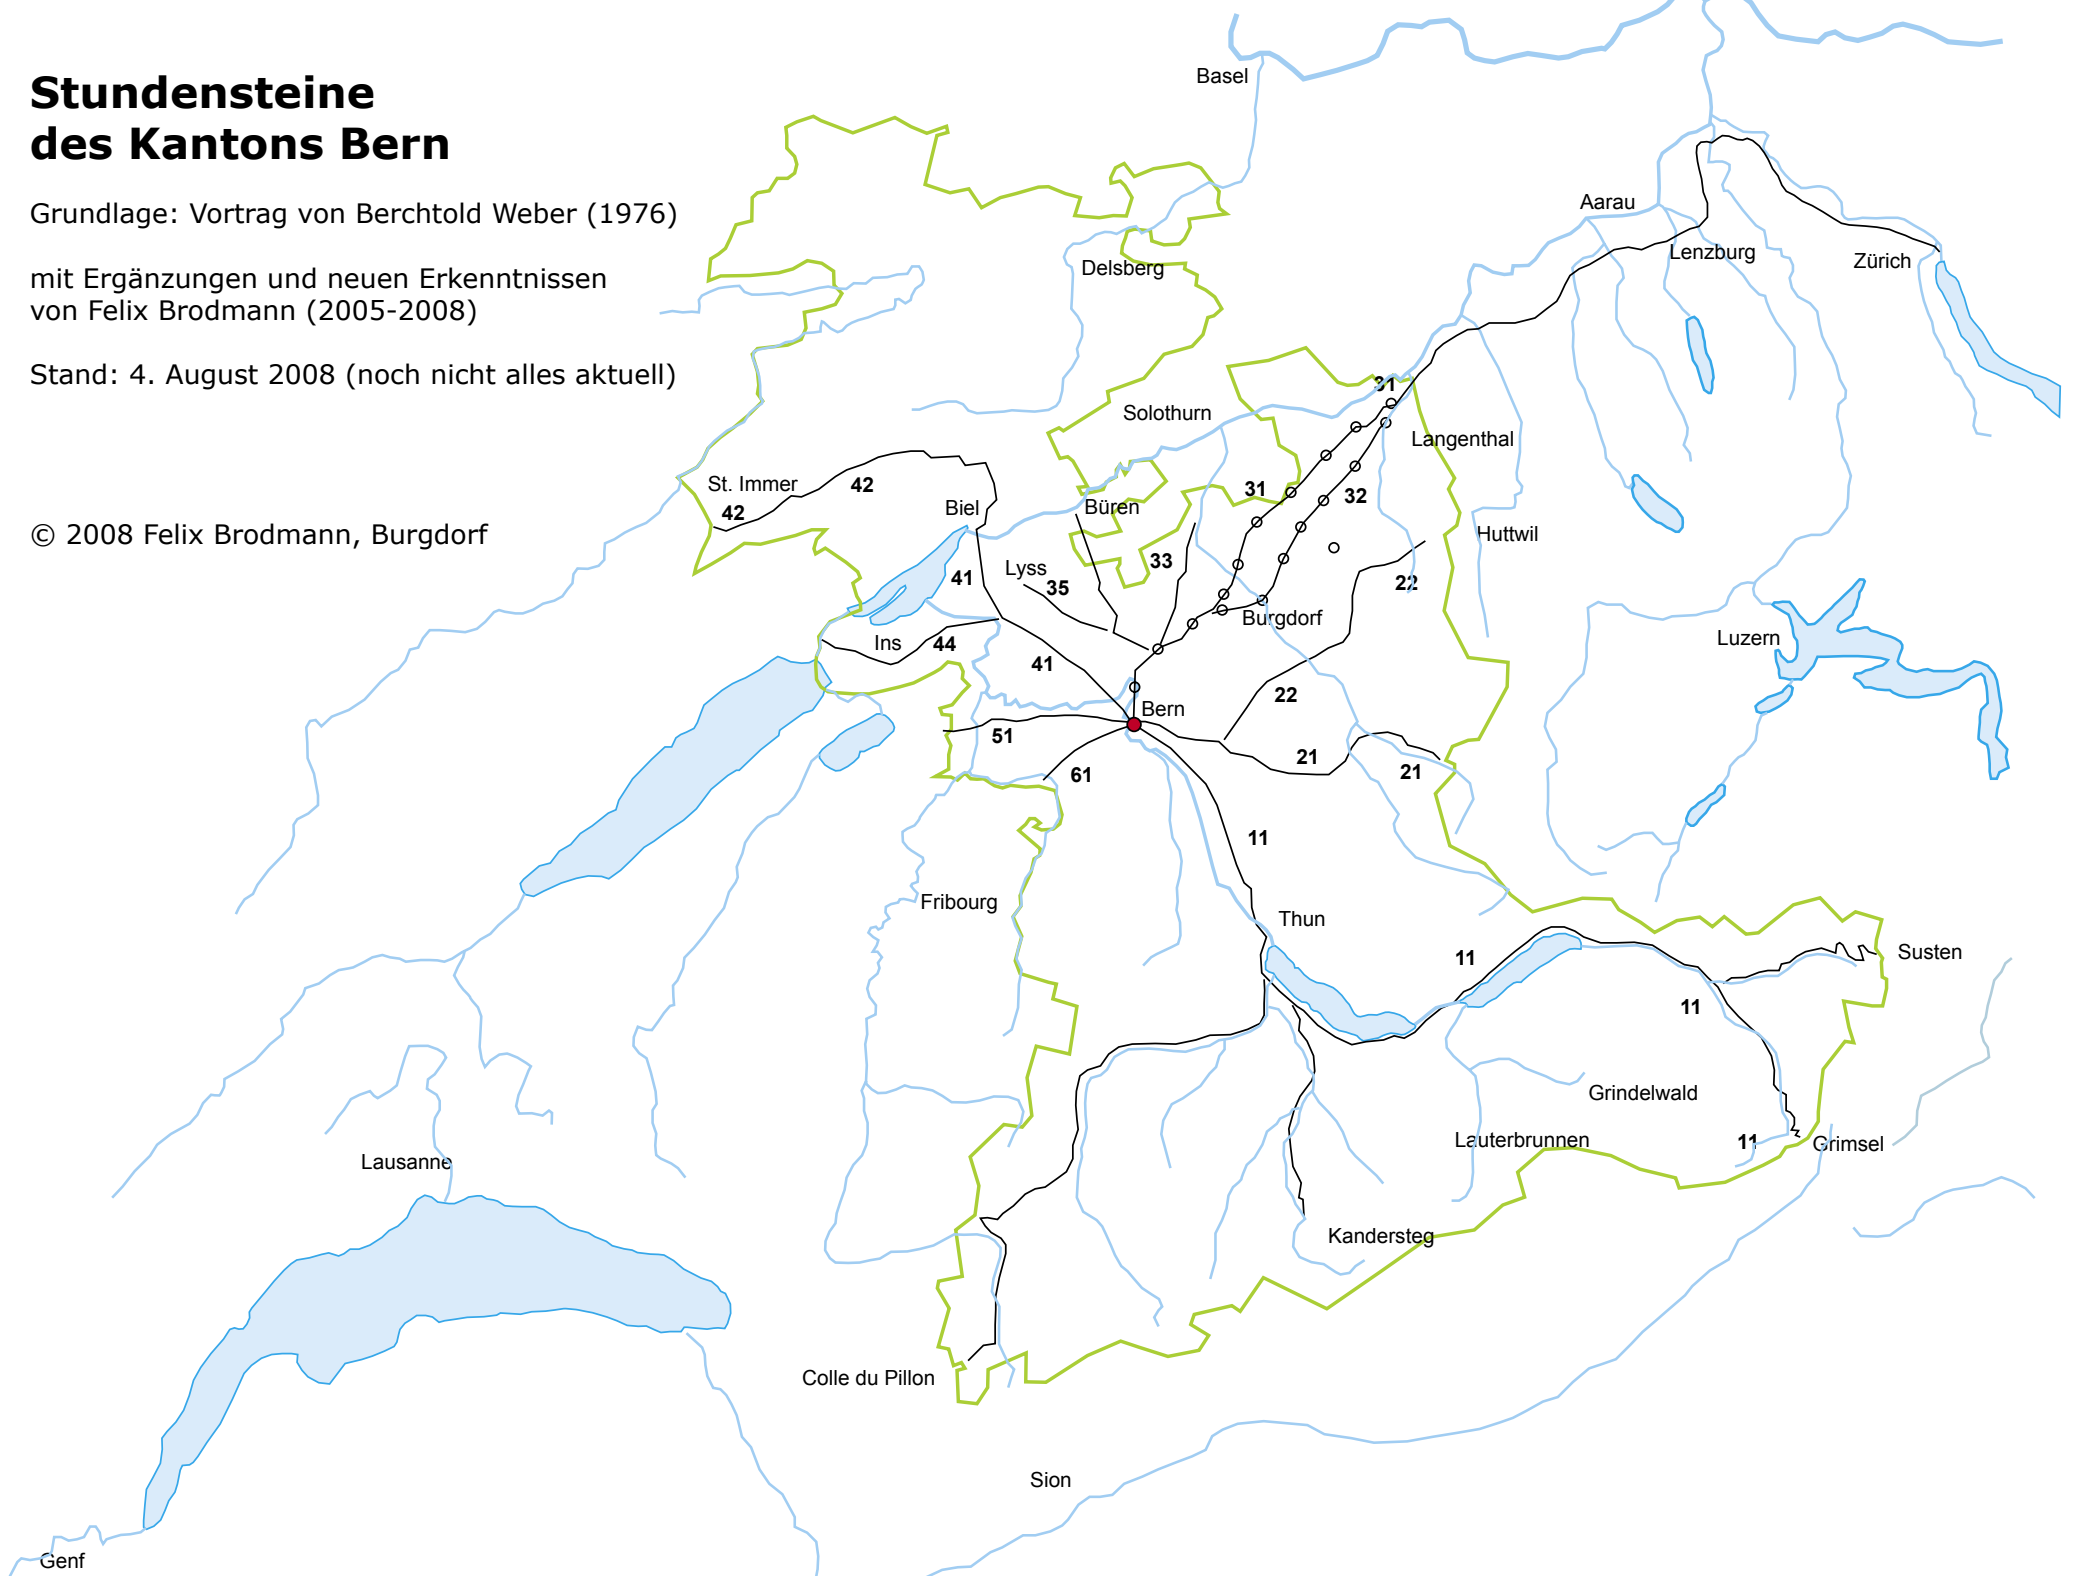 Stundensteine
des Kantons Bern
Grundlage: Vortrag von Berchtold Weber (1976)
mit Ergänzungen und neuen Erkenntnissen
von Felix Brodmann (2005-2008)
Stand: 4. August 2008 (noch nicht alles aktuell)
© 2008 Felix Brodmann, Burgdorf
Basel
Aarau
Lenzburg
Zürich
Delsberg
31
Solothurn
Langenthal
St. Immer
42
42
Biel
Büren
31
32
Huttwil
33
Lyss
35
41
22
Burgdorf
Ins
44
41
Luzern
22
Bern
51
61
21
21
11
Fribourg
Thun
11
Susten
11
Grindelwald
Lauterbrunnen
11
Grimsel
Lausanne
Kandersteg
Colle du Pillon
Sion
Genf